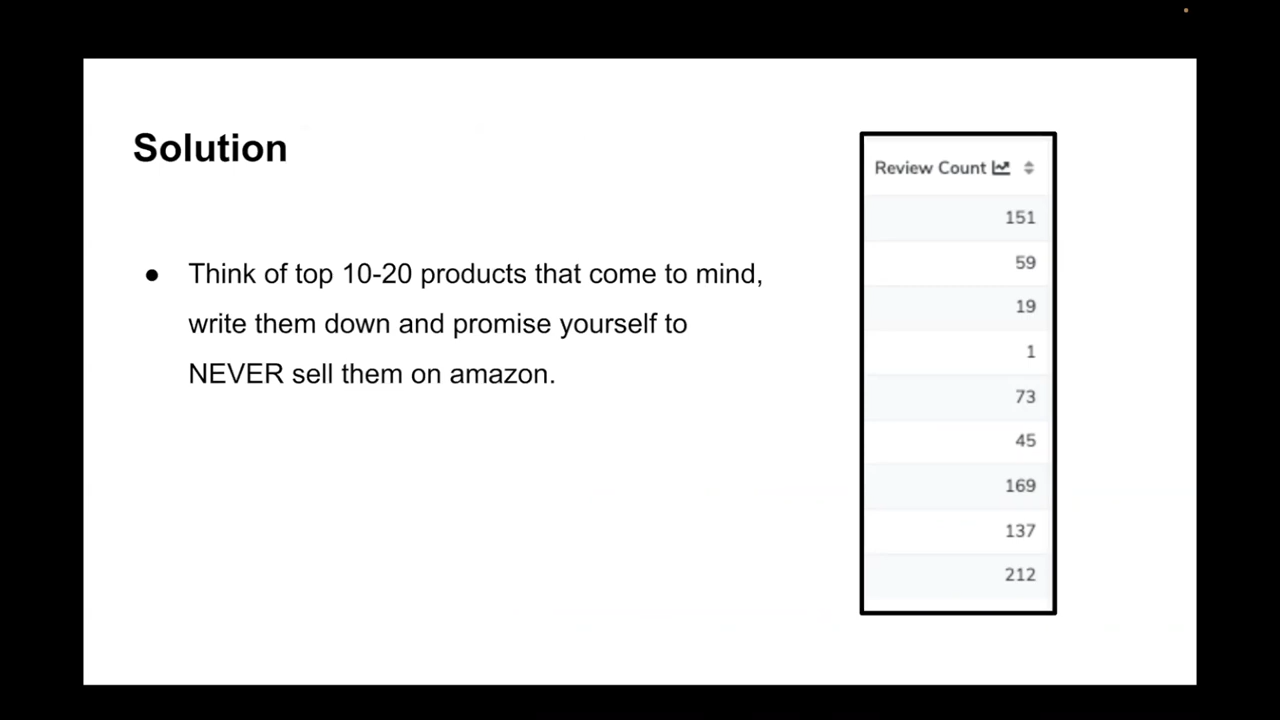 Solution
● Think of top 10-20 products that come to mind,
write them down and promise yourself to
NEVER sell them on amazon.
Review Count
151
59
19
1
73
45
169
137
212